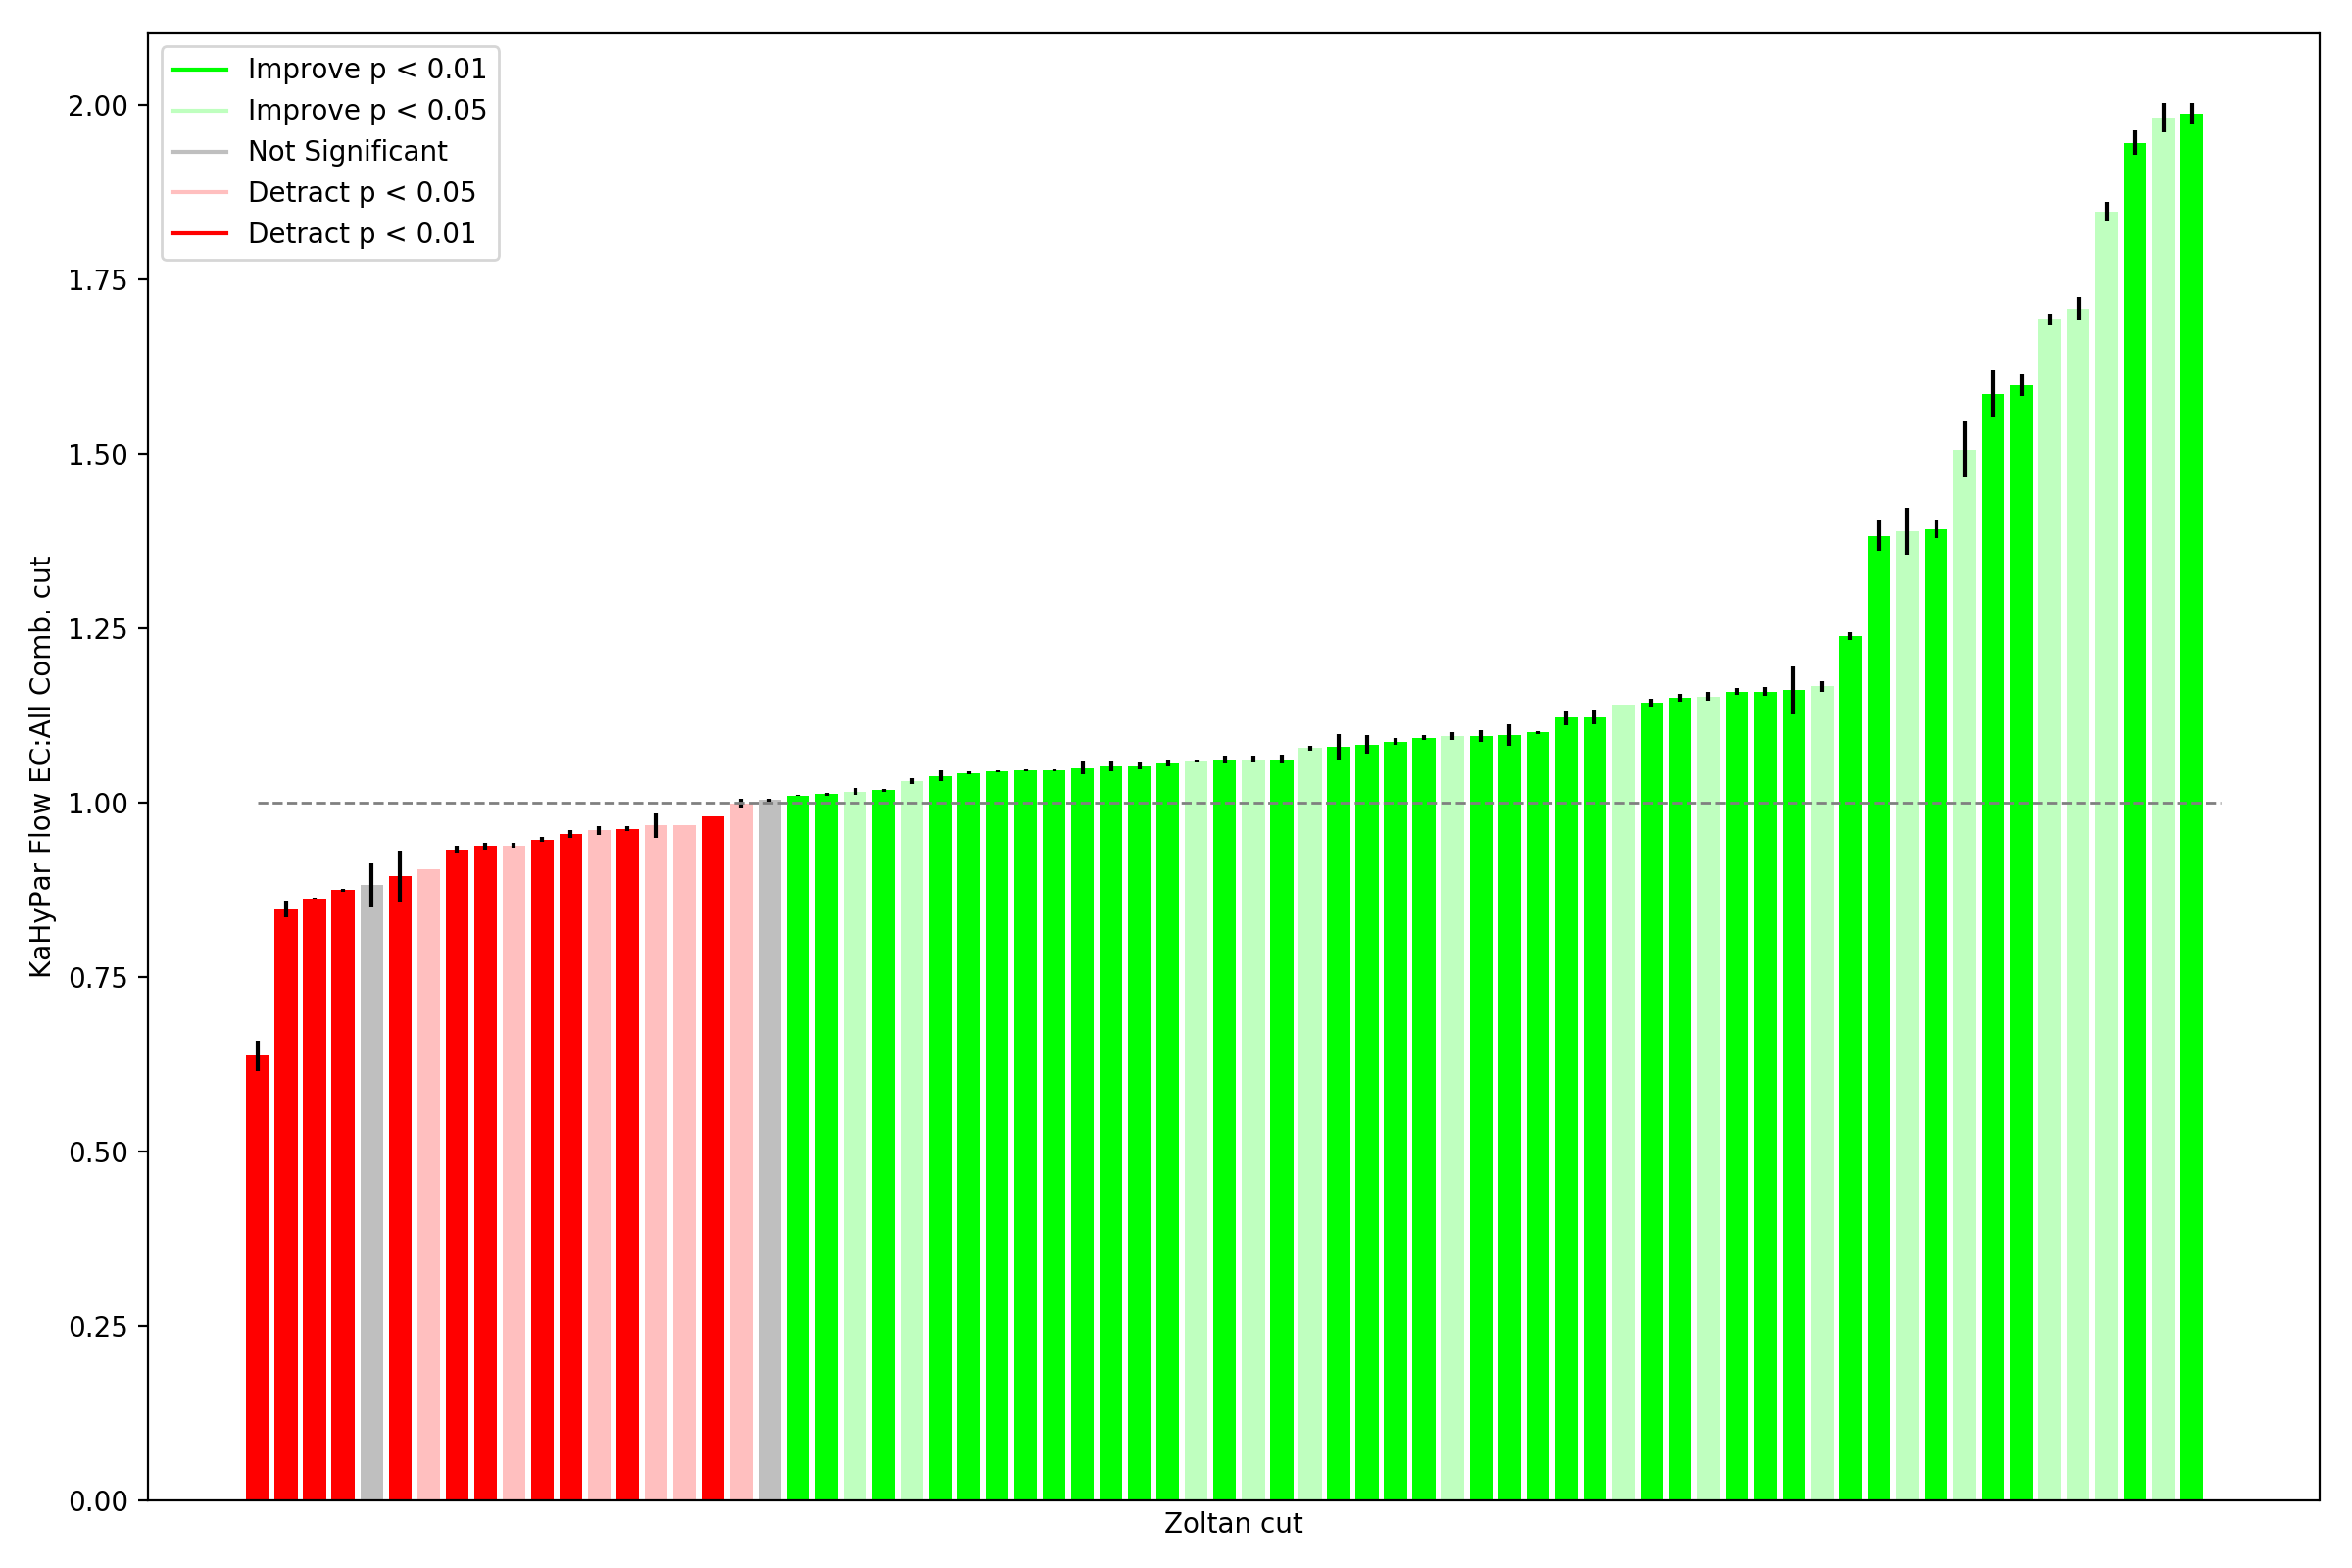 Improve p < 0.01
Improve p < 0.05
Not Significant
Detract p < 0.05
Detract p < 0.01
KaHyPar Flow EC:All Comb. cut
2.00
1.75
1.50
1.25
1.00
0.75
0.50
0.25
0.00
Zoltan cut